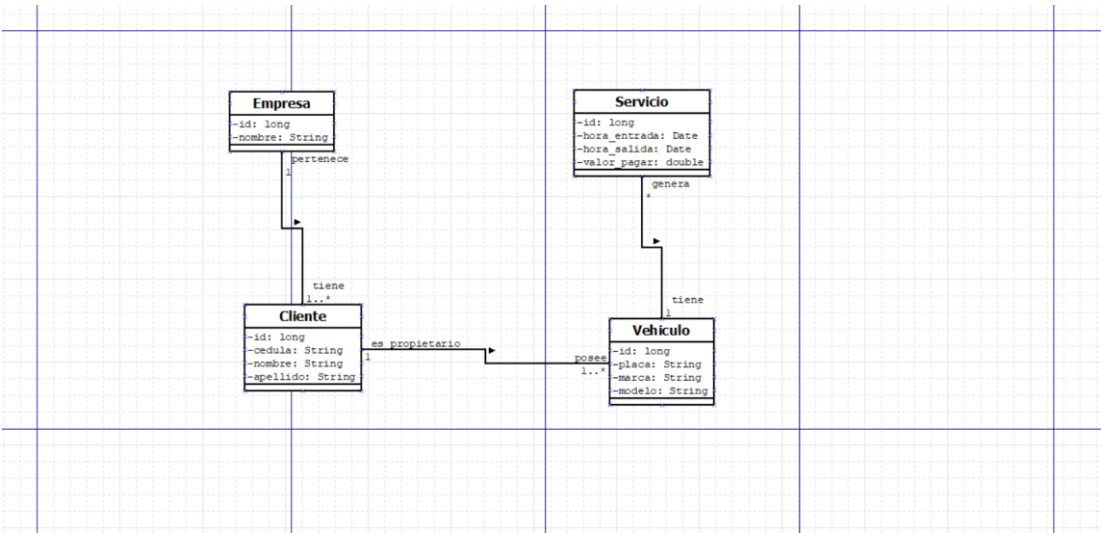 Empresa
-id: long
-nombre: String
pertenece
1
tiene
1..*
Cliente
-id: long
-cedula: String
-nombre: String
-apellido: String
es propietario
1
posee
1..*
Servicio
-id: long
-hora_entrada: Date
-hora_salida: Date
-valor_pagar: double
genera
*
tiene
1
Vehiculo
-id: long
-placa: String
-marca: String
-modelo: String